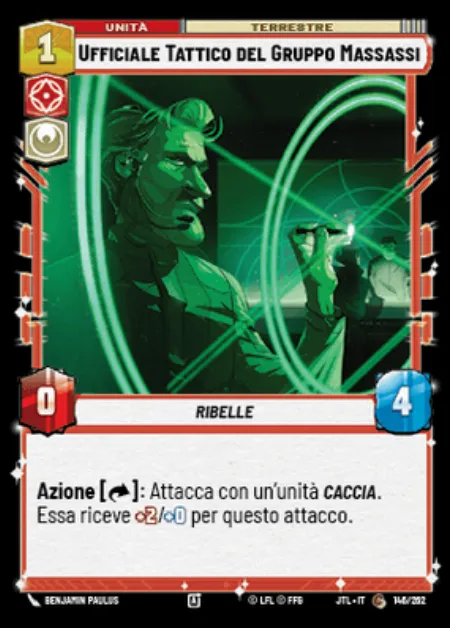 UNITÀ
TERRESTRE
1
Ufficiale Tattico del Gruppo Massassi
0
RIBELLE
4
Azione [ ]: Attacca con un'unità CACCIA.
Essa riceve +2/+0 per questo attacco.
BENJAMIN PAULUS
A
© LFL © FFG
JTL • IT
C
146/262